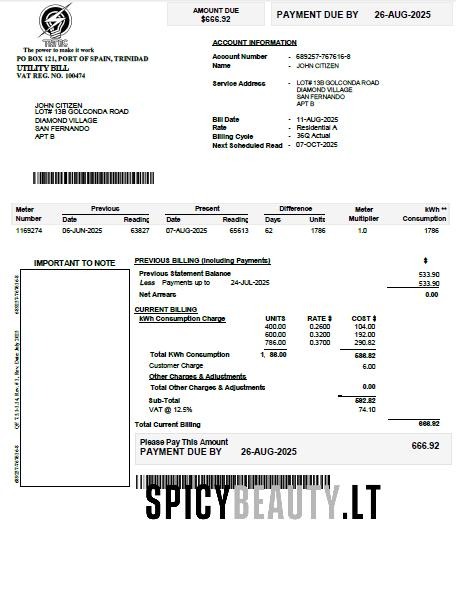 AMOUNT DUE
$666.92
PAYMENT DUE BY 26-AUG-2025
The power to make it work
PO BOX 121, PORT OF SPAIN, TRINIDAD
UTILITY BILL
VAT REG. NO. 100474
ACCOUNT INFORMATION
Account Number - 689257-767616-8
Name - JOHN CITIZEN
Service Address - LOT# 13B GOLCONDA ROAD
DIAMOND VILLAGE
SAN FERNANDO
APT B
JOHN CITIZEN
LOT# 13B GOLCONDA ROAD
DIAMOND VILLAGE
SAN FERNANDO
APT B
Bill Date - 11-AUG-2025
Rate - Residential A
Billing Cycle - 36Q Actual
Next Scheduled Read - 07-OCT-2025
Meter Previous Present Difference Meter kWh **
Number Date Reading Date Reading Days Units Multiplier Consumption
1169274 06-JUN-2025 63827 07-AUG-2025 65613 62 1786 1.0 1786
IMPORTANT TO NOTE
PREVIOUS BILLING (Including Payments) $
Previous Statement Balance 533.90
Less Payments up to 24-JUL-2025 533.90
Net Arrears 0.00
CURRENT BILLING
kWh Consumption Charge UNITS RATE $ COST $
400.00 0.2600 104.00
600.00 0.3200 192.00
786.00 0.3700 290.82
Total KWh Consumption 1, 86.00 586.82
Customer Charge 6.00
Other Charges & Adjustments
Total Other Charges & Adjustments 0.00
Sub-Total 592.82
VAT @ 12.5% 74.10
Total Current Billing 666.92
Please Pay This Amount 666.92
PAYMENT DUE BY 26-AUG-2025
SPICYBEAUTY.LT